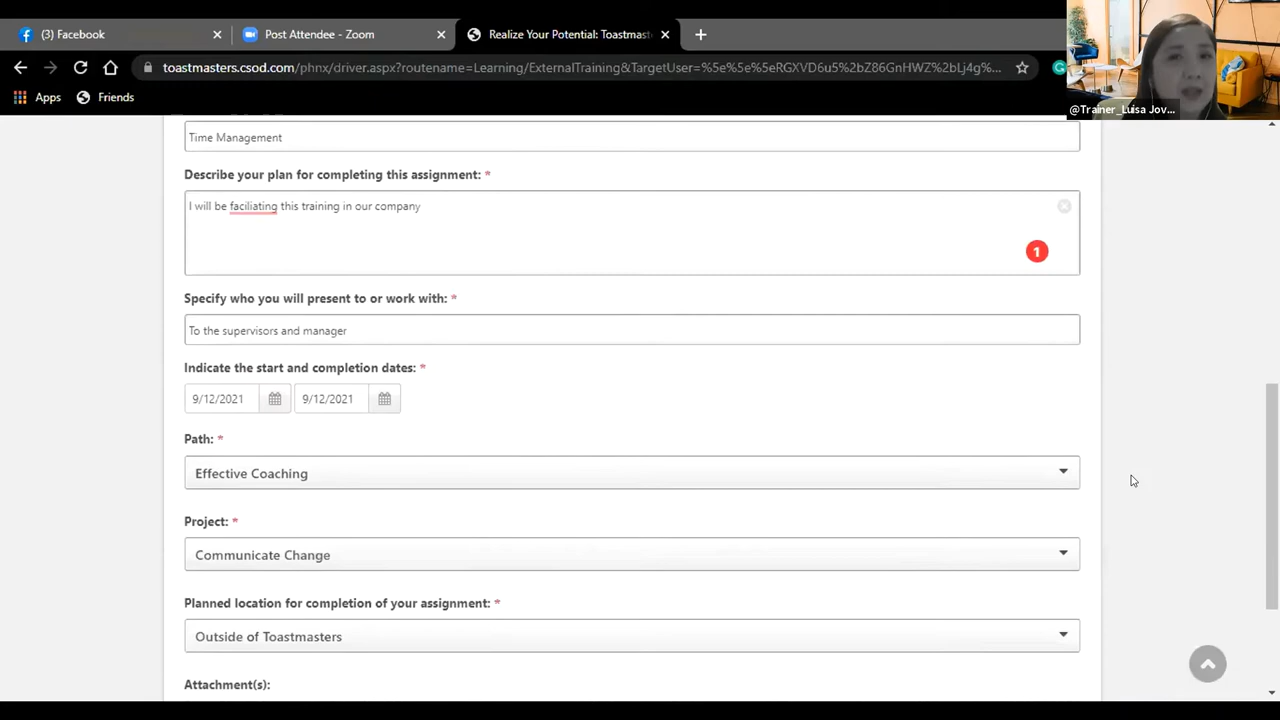 (3) Facebook
Post Attendee - Zoom
Realize Your Potential: Toastmast
toastmasters.csod.com/phnx/driver.aspx?routename=Learning/ExternalTraining&TargetUser=%5e%5e%5eRGXVD6u5%2bZ86GnHWZ%2bLj4g%...
Apps
Friends
@Trainer_Luisa Jov...
Time Management
Describe your plan for completing this assignment: *
I will be faciliating this training in our company
1
Specify who you will present to or work with: *
To the supervisors and manager
Indicate the start and completion dates: *
9/12/2021 9/12/2021
Path: *
Effective Coaching
Project: *
Communicate Change
Planned location for completion of your assignment: *
Outside of Toastmasters
Attachment(s):